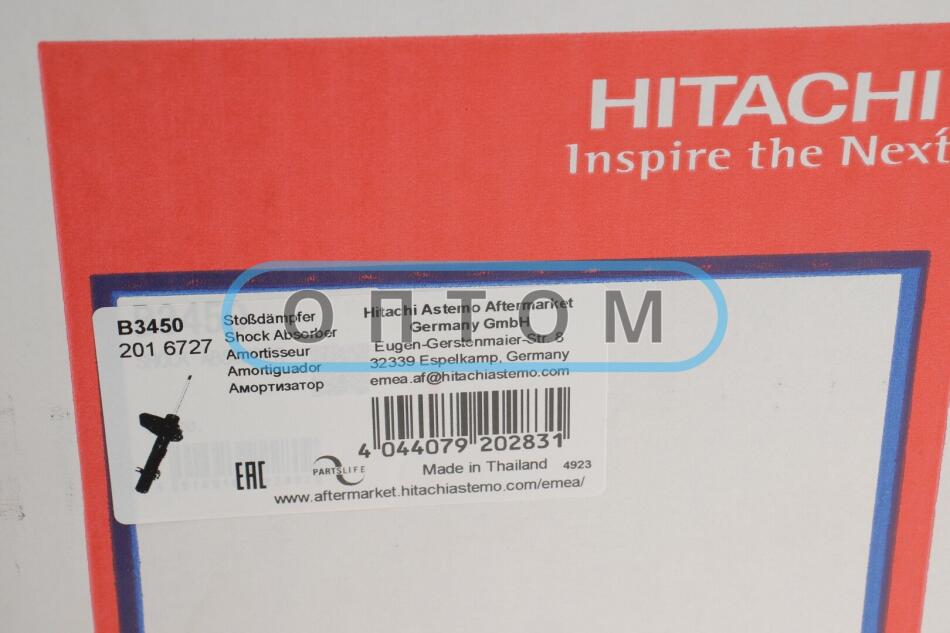 HITACHI
Inspire the Next
ОПТОМ
B3450
201 6727
Stoßdämpfer
Shock Absorber
Amortisseur
Amortiguador
Амортизатор
Hitachi Astemo Aftermarket
Germany GmbH
Eugen-Gerstenmaier-Str. 8
32339 Espelkamp, Germany
emea.af@hitachiastemo.com
4 044079 202831
EAC
PARTSLIFE
Made in Thailand 4923
www.aftermarket.hitachiastemo.com/emea/